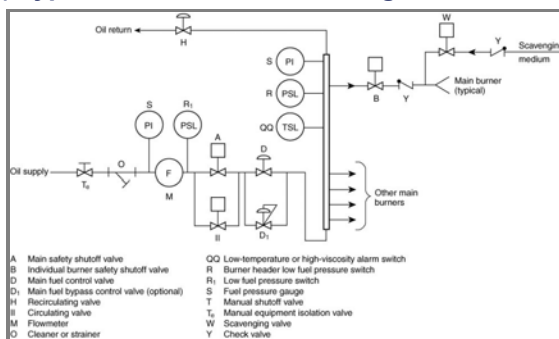 Oil return
H
W
Y
Scavenging
medium
S
PI
R
PSL
B
Y
Main burner
(typical)
QQ
TSL
S
PI
R₁
PSL
A
D
Oil supply
Tₑ
O
F
M
II
D₁
Other main
burners
A Main safety shutoff valve
B Individual burner safety shutoff valve
D Main fuel control valve
D₁ Main fuel bypass control valve (optional)
H Recirculating valve
II Circulating valve
M Flowmeter
O Cleaner or strainer
QQ Low-temperature or high-viscosity alarm switch
R Burner header low fuel pressure switch
R₁ Low fuel pressure switch
S Fuel pressure gauge
T Manual shutoff valve
Tₑ Manual equipment isolation valve
W Scavenging valve
Y Check valve